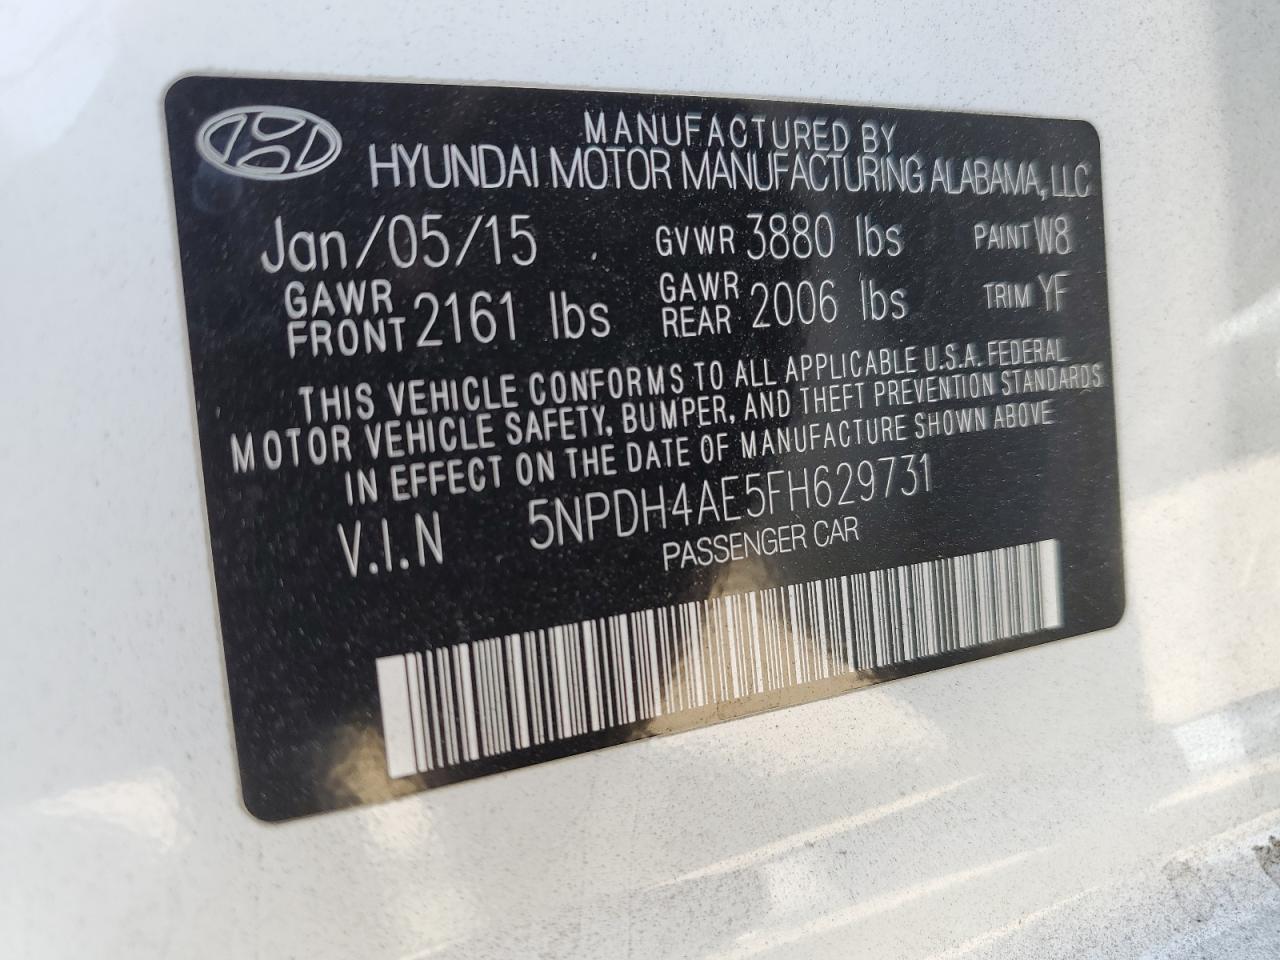 MANUFACTURED BY
HYUNDAI MOTOR MANUFACTURING ALABAMA, LLC
Jan/05/15 GVWR 3880 lbs PAINT W8
GAWR FRONT 2161 lbs GAWR REAR 2006 lbs TRIM YF
THIS VEHICLE CONFORMS TO ALL APPLICABLE U.S.A. FEDERAL
MOTOR VEHICLE SAFETY, BUMPER, AND THEFT PREVENTION STANDARDS
IN EFFECT ON THE DATE OF MANUFACTURE SHOWN ABOVE
V.I.N 5NPDH4AE5FH629731
PASSENGER CAR